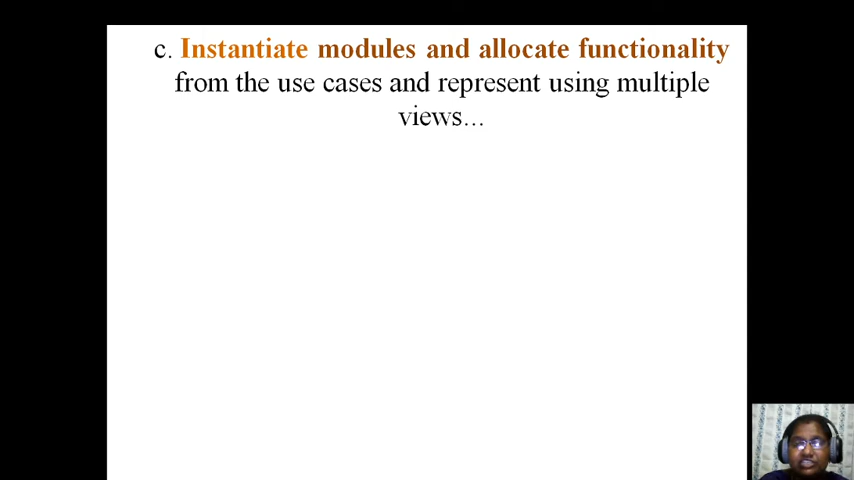 c. Instantiate modules and allocate functionality
from the use cases and represent using multiple
views...